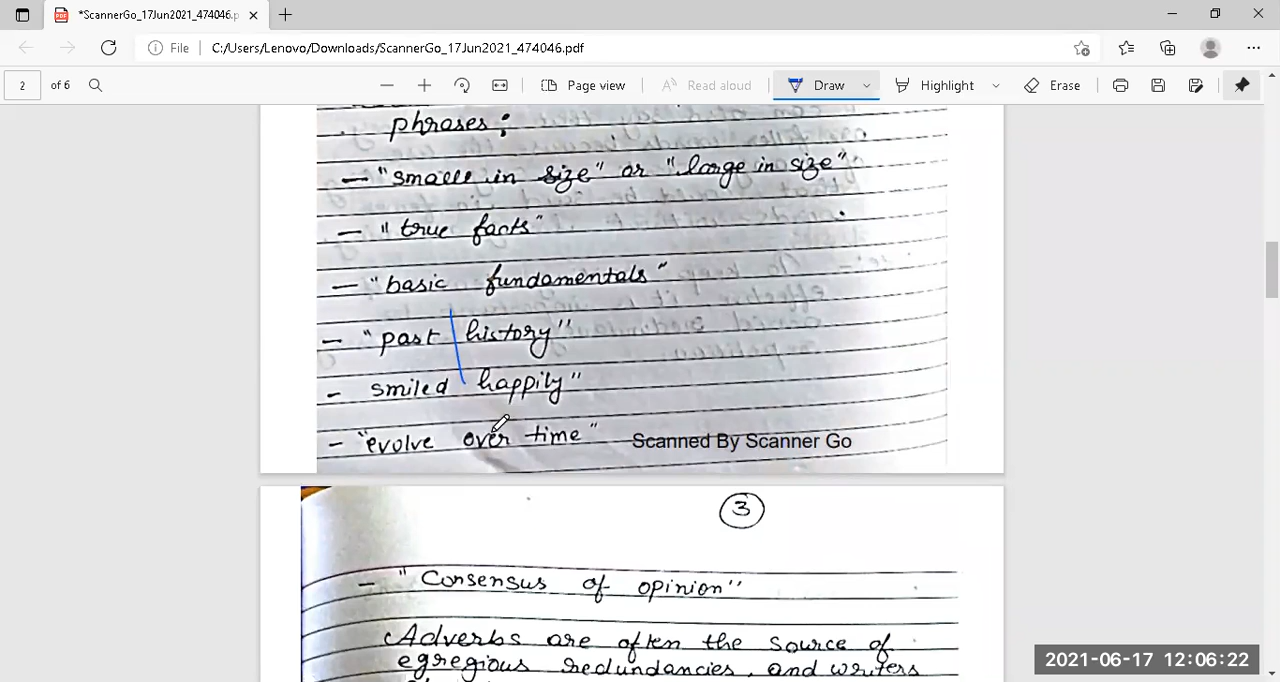 *ScannerGo_17Jun2021_474046.p
File C:/Users/Lenovo/Downloads/ScannerGo_17Jun2021_474046.pdf
2 of 6 Page view Read aloud Draw Highlight Erase
phrases:
— "small in size" or "large in size"
— "true facts"
— "basic fundamentals"
— "past history"
- smiled happily"
- "evolve over time" Scanned By Scanner Go
3
— "Consensus of opinion"
Adverbs are often the source of
egregious redundancies, and writers
2021-06-17 12:06:22